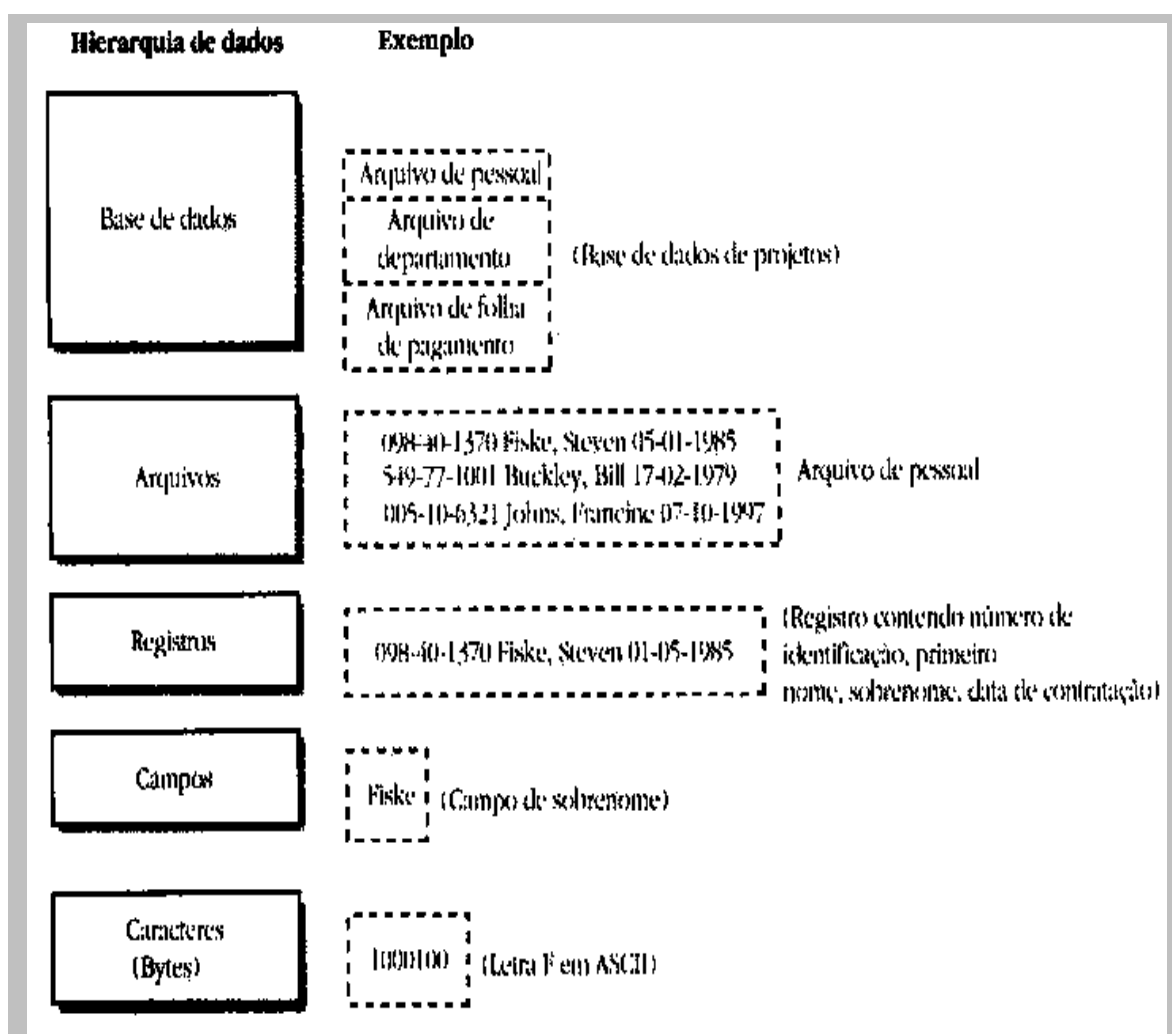 Hierarquia de dados
Exemplo
Base de dados
Arquivo de pessoal
Arquivo de
departamento
Arquivo de folha
de pagamento
(Base de dados de projetos)
Arquivos
098-40-1370 Fiske, Steven 05-01-1985
549-77-1001 Buckley, Bill 17-02-1979
005-10-6321 Johns, Francine 07-10-1997
Arquivo de pessoal
Registros
098-40-1370 Fiske, Steven 01-05-1985
(Registro contendo número de
identificação, primeiro
nome, sobrenome, data de contratação)
Campos
Fiske
(Campo de sobrenome)
Caracteres
(Bytes)
1000100
(Letra F em ASCII)